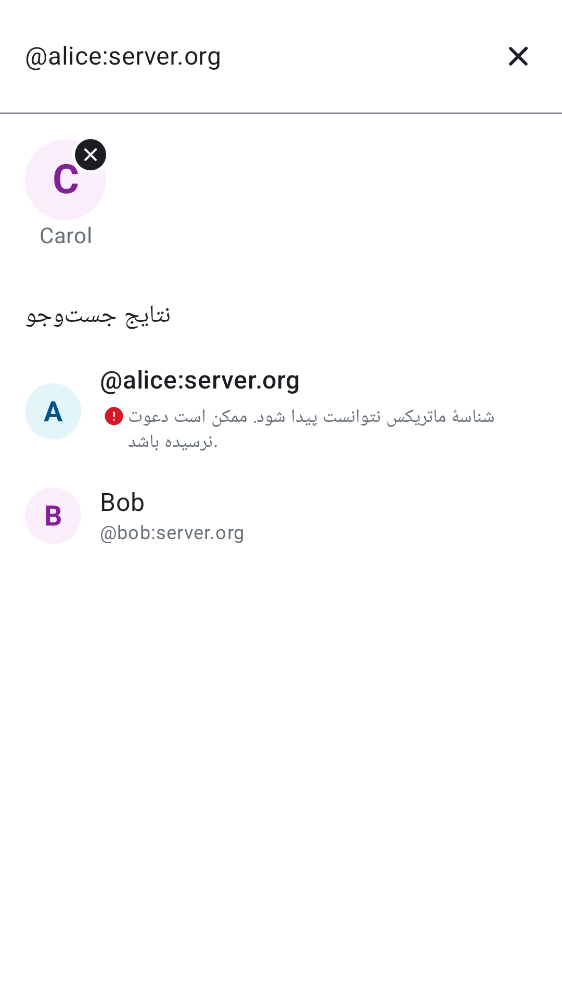 @alice:server.org
C
Carol
نتایج جست‌وجو
@alice:server.org
A
شناسهٔ ماتریکس نتوانست پیدا شود. ممکن است دعوت
نرسیده باشد.
Bob
B
@bob:server.org